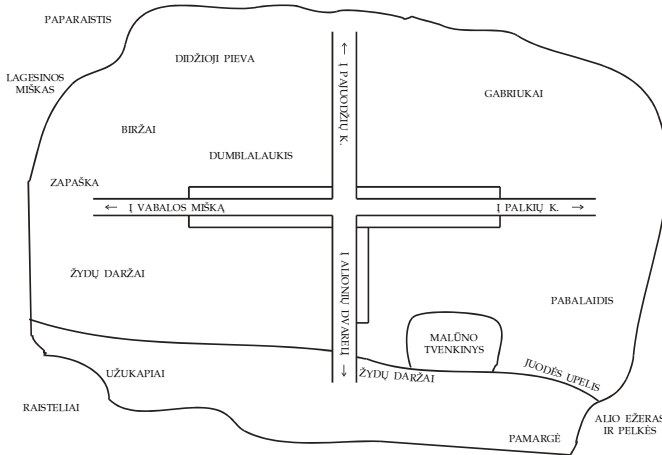 PAPARAISTIS
DIDŽIOJI PIEVA
← Į PAJUODŽIŲ K.
LAGESINOS
MIŠKAS
GABRIUKAI
BIRŽAI
DUMBLALAUKIS
ZAPAŠKA
← Į VABALOS MIŠKĄ
Į PALKIŲ K. →
ŽYDŲ DARŽAI
Į ALIONIŲ DVARELĮ →
PABALAIDIS
MALŪNO
TVENKINYS
UŽUKAPIAI
ŽYDŲ DARŽAI
JUODĖS UPELIS
RAISTELIAI
ALIO EŽERAS
IR PELKĖS
PAMARGĖ